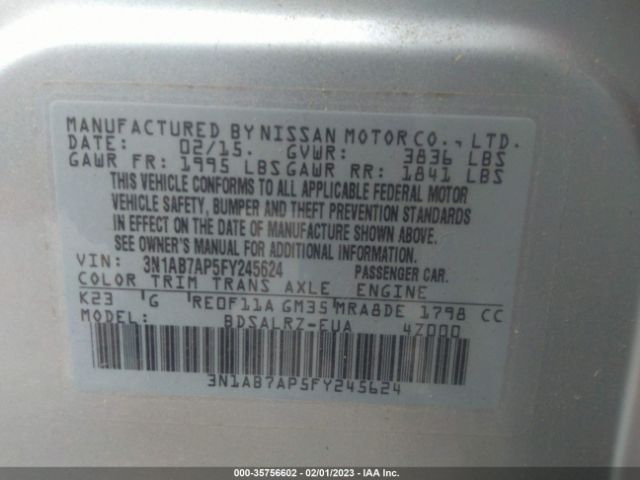 MANUFACTURED BY NISSAN MOTOR CO., LTD.
DATE: 02/15. GVWR: 3836 LBS
GAWR FR: 1995 LBS GAWR RR: 1841 LBS
THIS VEHICLE CONFORMS TO ALL APPLICABLE FEDERAL MOTOR
VEHICLE SAFETY, BUMPER AND THEFT PREVENTION STANDARDS
IN EFFECT ON THE DATE OF MANUFACTURE SHOWN ABOVE.
SEE OWNER'S MANUAL FOR ADDITIONAL INFORMATION.
VIN: 3N1AB7AP5FY245624 PASSENGER CAR.
COLOR TRIM TRANS AXLE ENGINE
K23 G RE0F11A GM35 MRA8DE 1798 CC
MODEL: BDSALRZ-EUA 4Z000
3N1AB7AP5FY245624
000-35756602 - 02/01/2023 - IAA Inc.